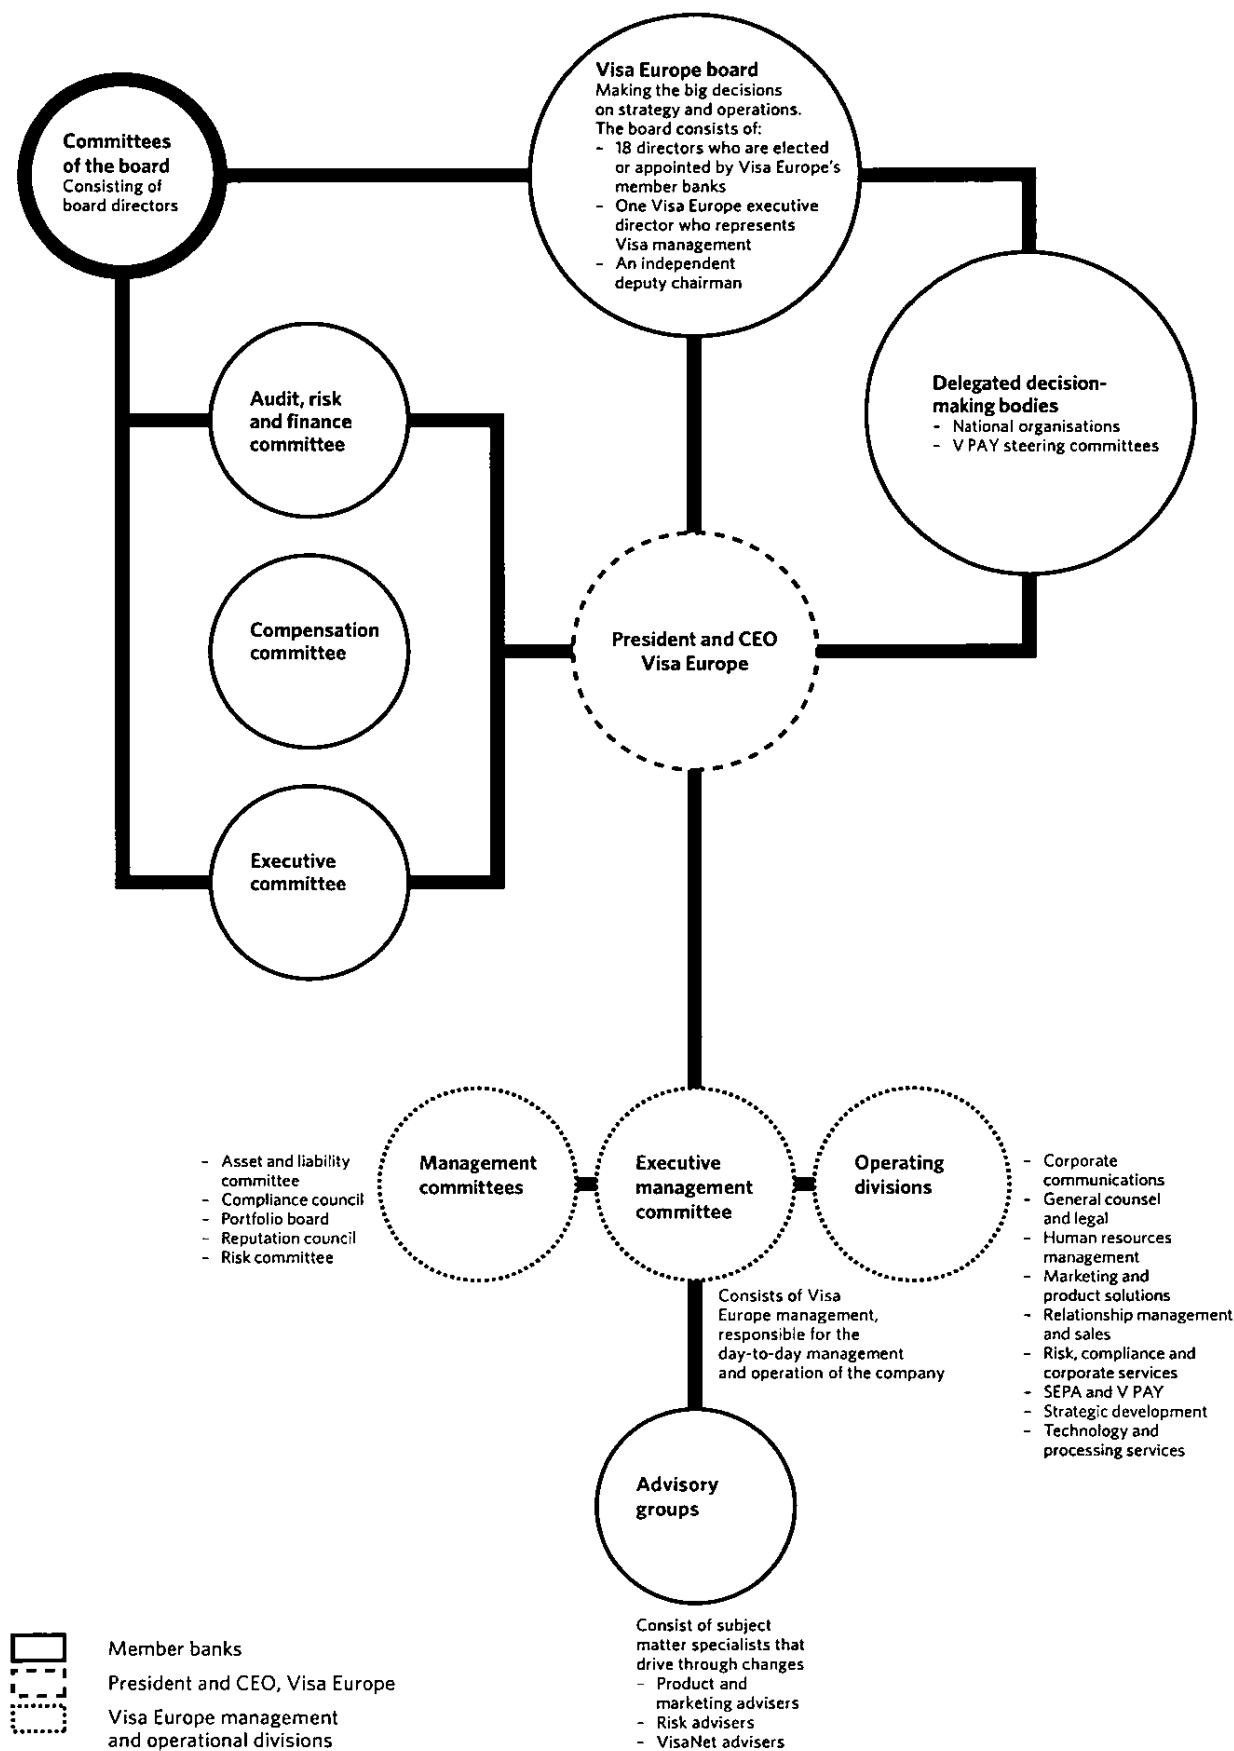 Visa Europe board
Making the big decisions
on strategy and operations.
The board consists of:
- 18 directors who are elected
or appointed by Visa Europe's
member banks
- One Visa Europe executive
director who represents
Visa management
- An independent
deputy chairman
Committees
of the board
Consisting of
board directors
Delegated decision-
making bodies
- National organisations
- V PAY steering committees
Audit, risk
and finance
committee
Compensation
committee
President and CEO
Visa Europe
Executive
committee
Management
committees
- Asset and liability
committee
- Compliance council
- Portfolio board
- Reputation council
- Risk committee
Executive
management
committee
Consists of Visa
Europe management,
responsible for the
day-to-day management
and operation of the company
Operating
divisions
- Corporate
communications
- General counsel
and legal
- Human resources
management
- Marketing and
product solutions
- Relationship management
and sales
- Risk, compliance and
corporate services
- SEPA and V PAY
- Strategic development
- Technology and
processing services
Advisory
groups
Consist of subject
matter specialists that
drive through changes
- Product and
marketing advisers
- Risk advisers
- VisaNet advisers
Member banks
President and CEO, Visa Europe
Visa Europe management
and operational divisions